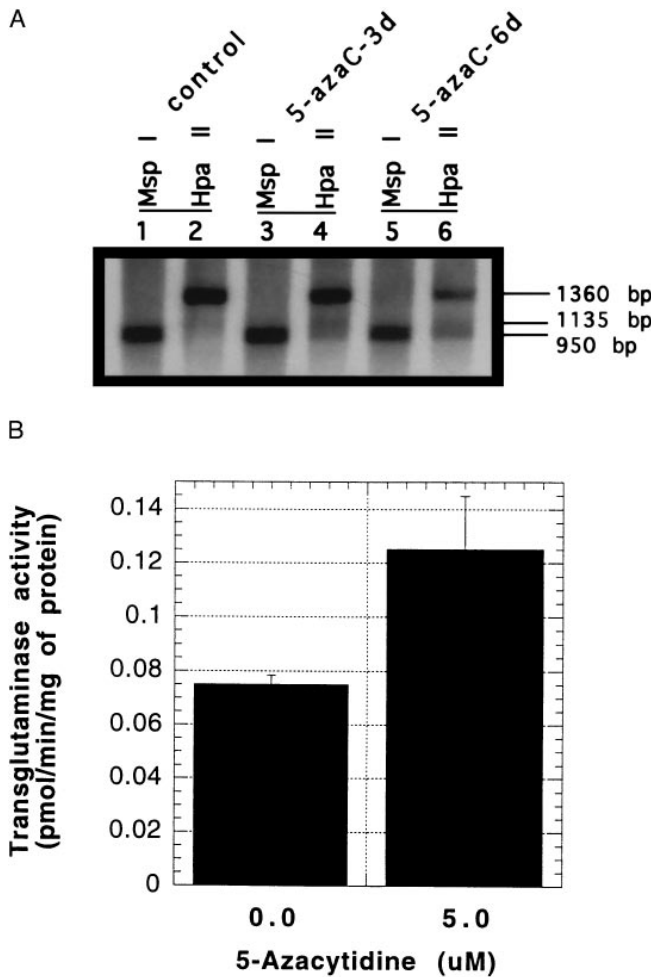 A
control
5-azaC-3d
5-azaC-6d
Msp I
Hpa II
Msp I
Hpa II
Msp I
Hpa II
1 2 3 4 5 6
1360 bp
1135 bp
950 bp
B
Transglutaminase activity
(pmol/min/mg of protein)
0.14
0.12
0.1
0.08
0.06
0.04
0.02
0
0.0 5.0
5-Azacytidine (uM)